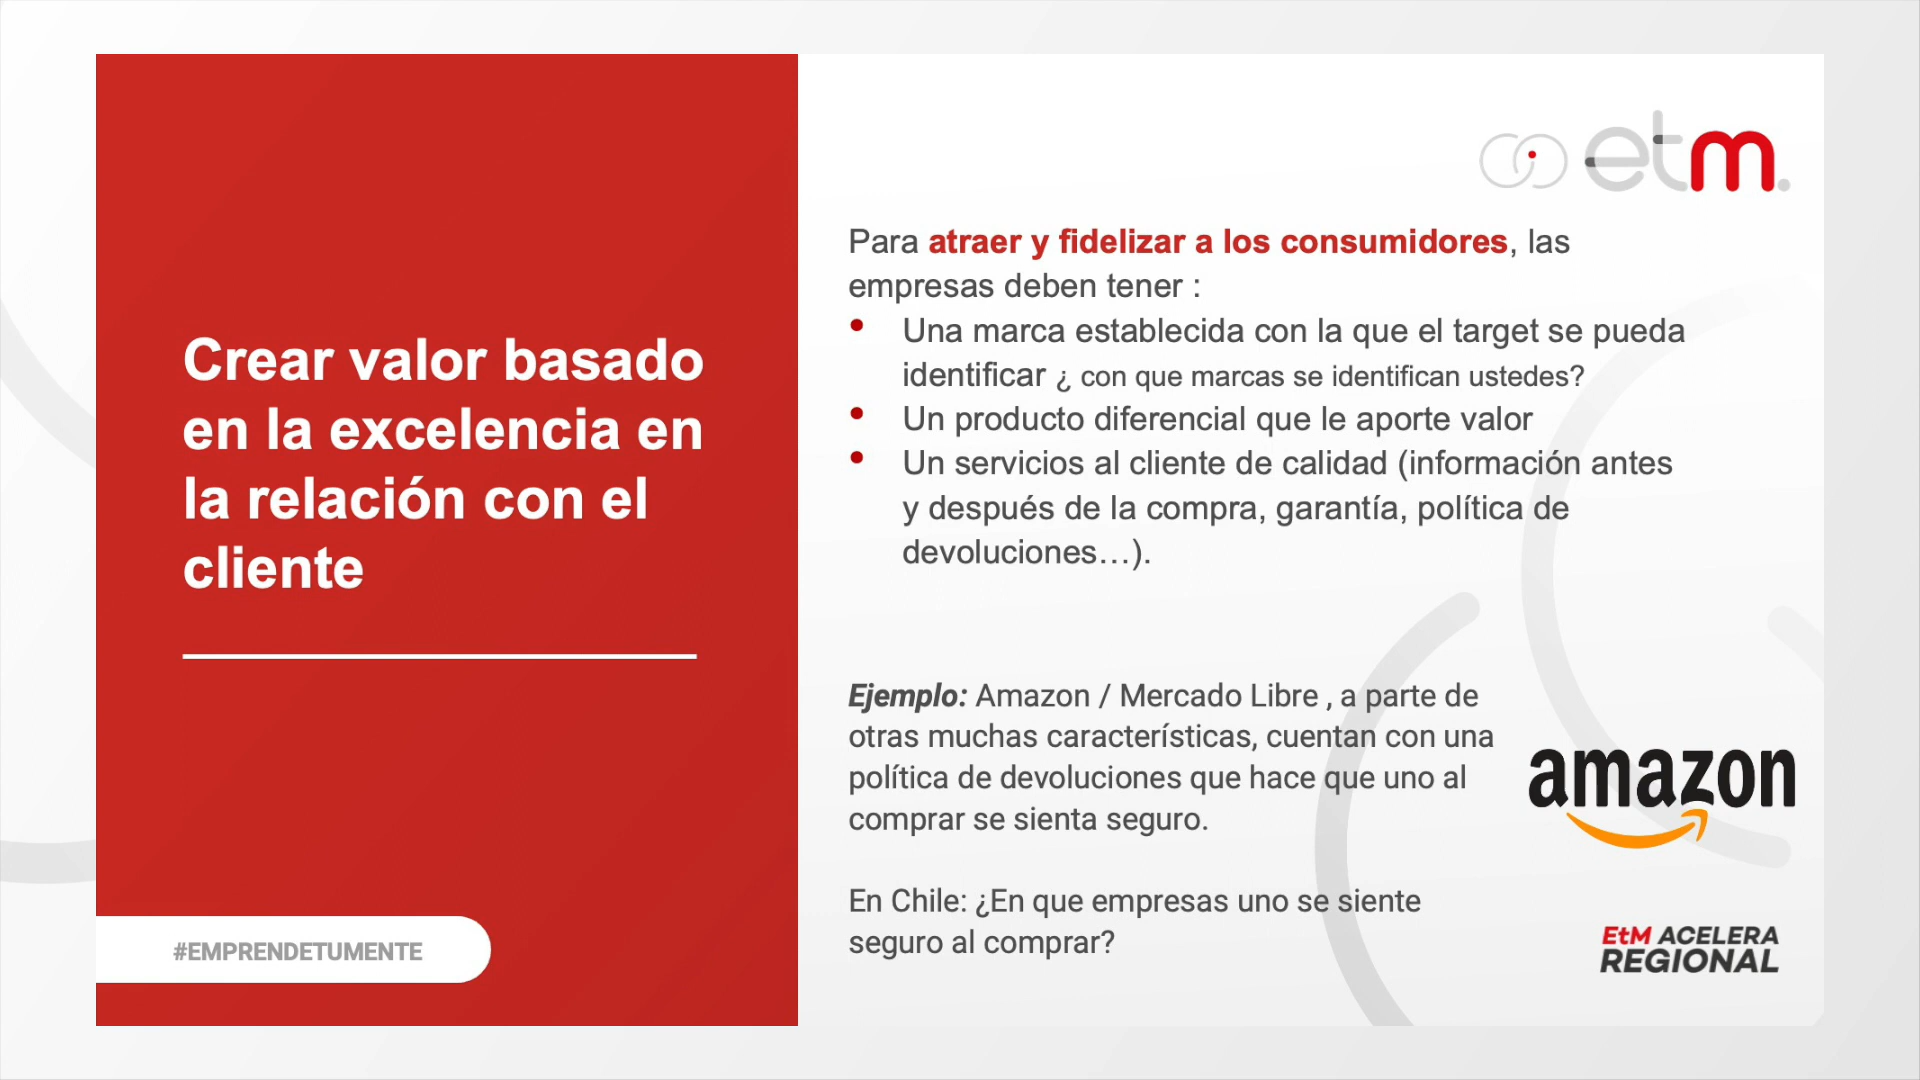 Crear valor basado
en la excelencia en
la relación con el
cliente
#EMPRENDETUMENTE
etm.
Para atraer y fidelizar a los consumidores, las
empresas deben tener :
• Una marca establecida con la que el target se pueda
identificar ¿ con que marcas se identifican ustedes?
• Un producto diferencial que le aporte valor
• Un servicios al cliente de calidad (información antes
y después de la compra, garantía, política de
devoluciones…).
Ejemplo: Amazon / Mercado Libre , a parte de
otras muchas características, cuentan con una
política de devoluciones que hace que uno al
comprar se sienta seguro.
amazon
En Chile: ¿En que empresas uno se siente
seguro al comprar?
EtM ACELERA
REGIONAL